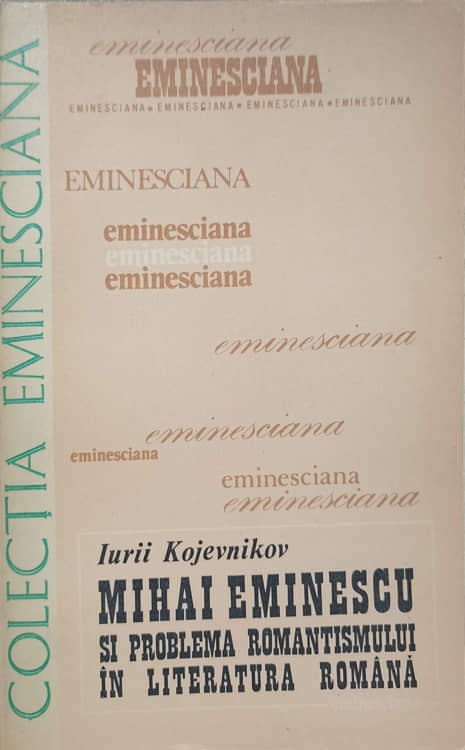 COLECȚIA EMINESCIANA
eminesciana
EMINESCIANA
EMINESCIANA ★ EMINESCIANA ★ EMINESCIANA ★ EMINESCIANA
EMINESCIANA
eminesciana
eminesciana
eminesciana
eminesciana
eminesciana
eminesciana
eminesciana
eminesciana
Iurii Kojevnikov
MIHAI EMINESCU
SI PROBLEMA ROMANTISMULUI
ÎN LITERATURA ROMÂNĂ